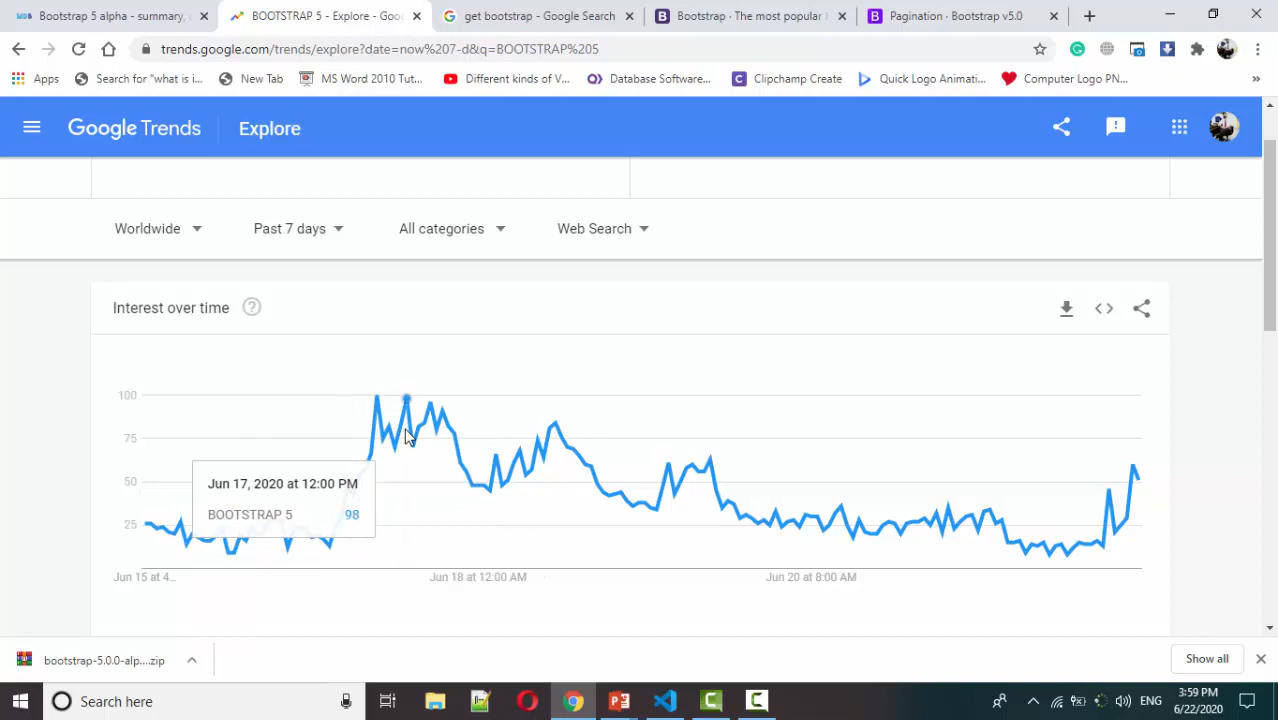 Bootstrap 5 alpha - summary, c
BOOTSTRAP 5 - Explore - Goo
get bootstrap - Google Search
Bootstrap · The most popular H
Pagination · Bootstrap v5.0
trends.google.com/trends/explore?date=now%207-d&q=BOOTSTRAP%205
Apps
Search for "what is i...
New Tab
MS Word 2010 Tut...
Different kinds of V...
Database Software...
Clipchamp Create
Quick Logo Animati...
Computer Logo PN...
»
Google Trends
Explore
Worldwide
Past 7 days
All categories
Web Search
Interest over time
100
75
50
25
Jun 17, 2020 at 12:00 PM
BOOTSTRAP 5 98
Jun 15 at 4...
Jun 18 at 12:00 AM
Jun 20 at 8:00 AM
bootstrap-5.0.0-alp....zip
Show all
Search here
ENG
3:59 PM
6/22/2020